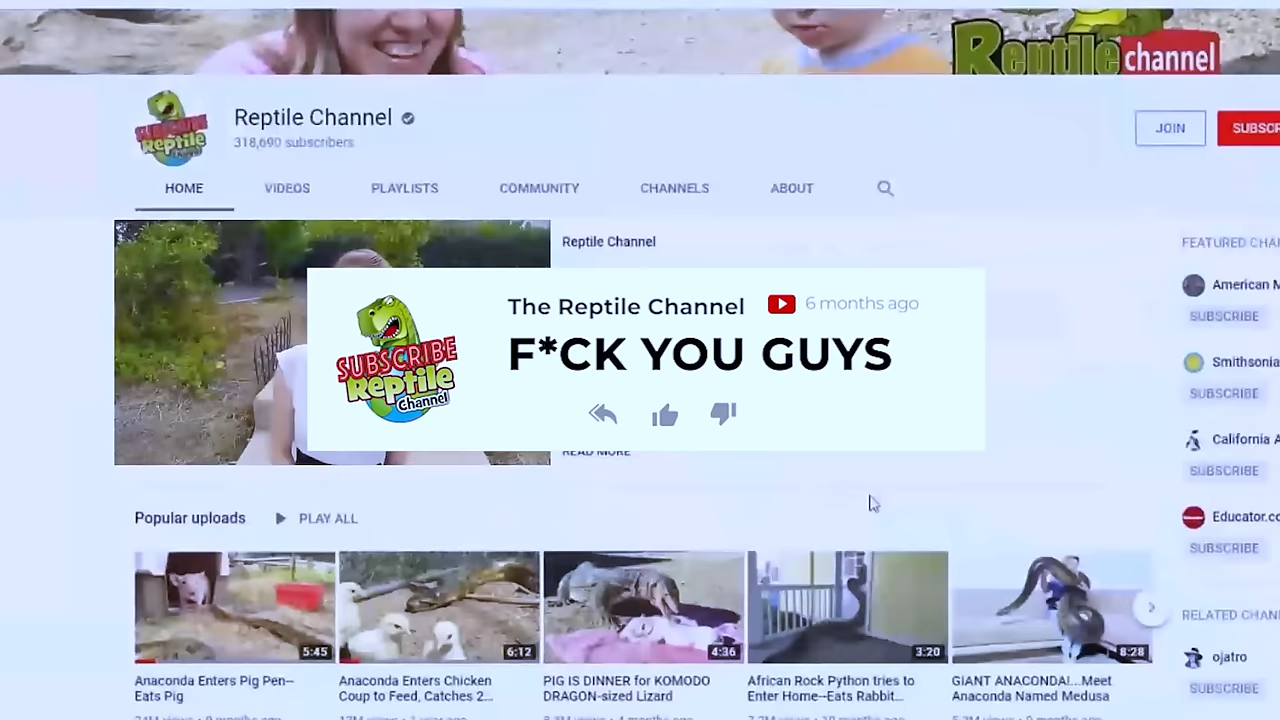 Reptile channel
SUBSCRIBE
Reptile
Channel
Reptile Channel
318,690 subscribers
JOIN
SUBSCR
HOME
VIDEOS
PLAYLISTS
COMMUNITY
CHANNELS
ABOUT
Reptile Channel
FEATURED CHA
American M
SUBSCRIBE
Smithsonia
SUBSCRIBE
California A
SUBSCRIBE
Educator.co
SUBSCRIBE
RELATED CHAN
ojatro
SUBSCRIBE
SUBSCRIBE
Reptile
Channel
The Reptile Channel
6 months ago
F*CK YOU GUYS
READ MORE
Popular uploads
PLAY ALL
5:45
6:12
4:36
3:20
8:28
Anaconda Enters Pig Pen--
Eats Pig
Anaconda Enters Chicken
Coup to Feed, Catches 2...
PIG IS DINNER for KOMODO
DRAGON-sized Lizard
African Rock Python tries to
Enter Home--Eats Rabbit...
GIANT ANACONDA!...Meet
Anaconda Named Medusa